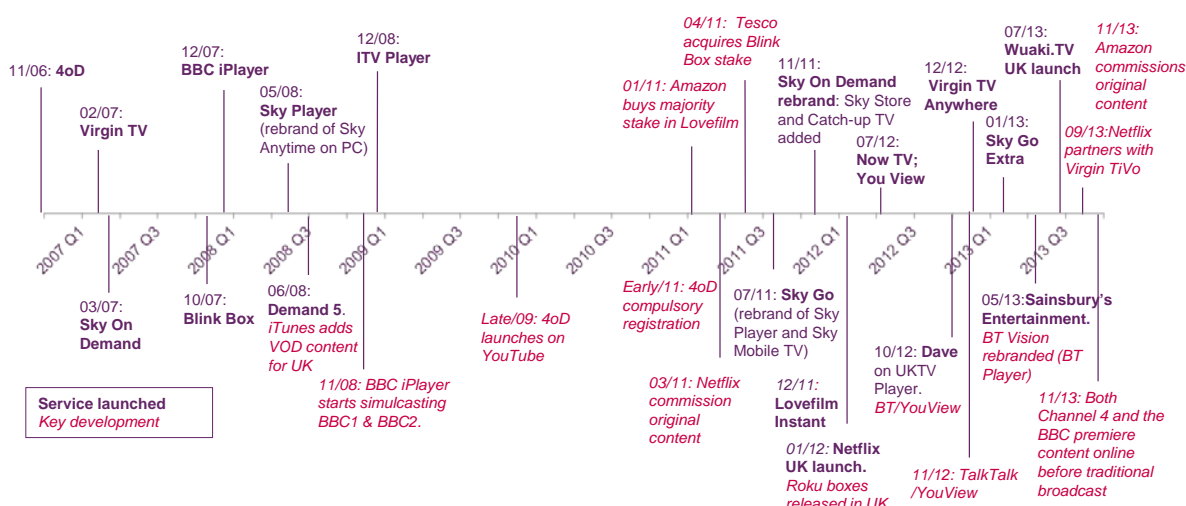 11/06: 4oD
02/07:
Virgin TV
12/07:
BBC iPlayer
05/08:
Sky Player
(rebrand of Sky
Anytime on PC)
12/08:
ITV Player
01/11: Amazon
buys majority
stake in Lovefilm
04/11: Tesco
acquires Blink
Box stake
11/11:
Sky On Demand
rebrand: Sky Store
and Catch-up TV
added
07/12:
Now TV;
You View
12/12:
Virgin TV
Anywhere
01/13:
Sky Go
Extra
07/13:
Wuaki.TV
UK launch
11/13:
Amazon
commissions
original
content
09/13:Netflix
partners with
Virgin TiVo
2007 Q1
2007 Q3
2008 Q1
2008 Q3
2009 Q1
2009 Q3
2010 Q1
2011 Q1
2011 Q3
2012 Q1
2012 Q3
2013 Q1
2013 Q3
03/07:
Sky On
Demand
10/07:
Blink Box
06/08:
Demand 5.
iTunes adds
VOD content
for UK
11/08: BBC iPlayer
starts simulcasting
BBC1 & BBC2.
Late/09: 4oD
launches on
YouTube
Early/11: 4oD
compulsory
registration
03/11: Netflix
commission
original
content
07/11: Sky Go
(rebrand of Sky
Player and Sky
Mobile TV)
12/11:
Lovefilm
Instant
01/12: Netflix
UK launch.
Roku boxes
released in UK
10/12: Dave
on UKTV
Player.
BT/YouView
11/12: TalkTalk
/YouView
05/13:Sainsbury's
Entertainment.
BT Vision
rebranded (BT
Player)
11/13: Both
Channel 4 and the
BBC premiere
content online
before traditional
broadcast
Service launched
Key development